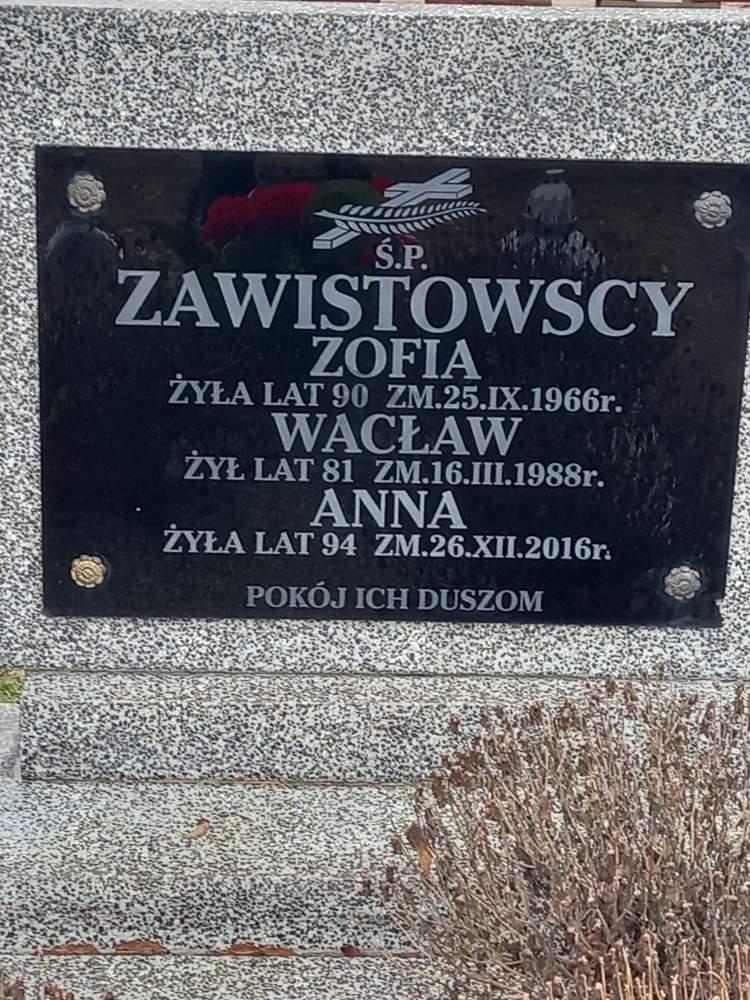 Ś.P.
ZAWISTOWSCY
ZOFIA
ŻYŁA LAT 90 ZM.25.IX.1966r.
WACŁAW
ŻYŁ LAT 81 ZM.16.III.1988r.
ANNA
ŻYŁA LAT 94 ZM.26.XII.2016r.
POKÓJ ICH DUSZOM